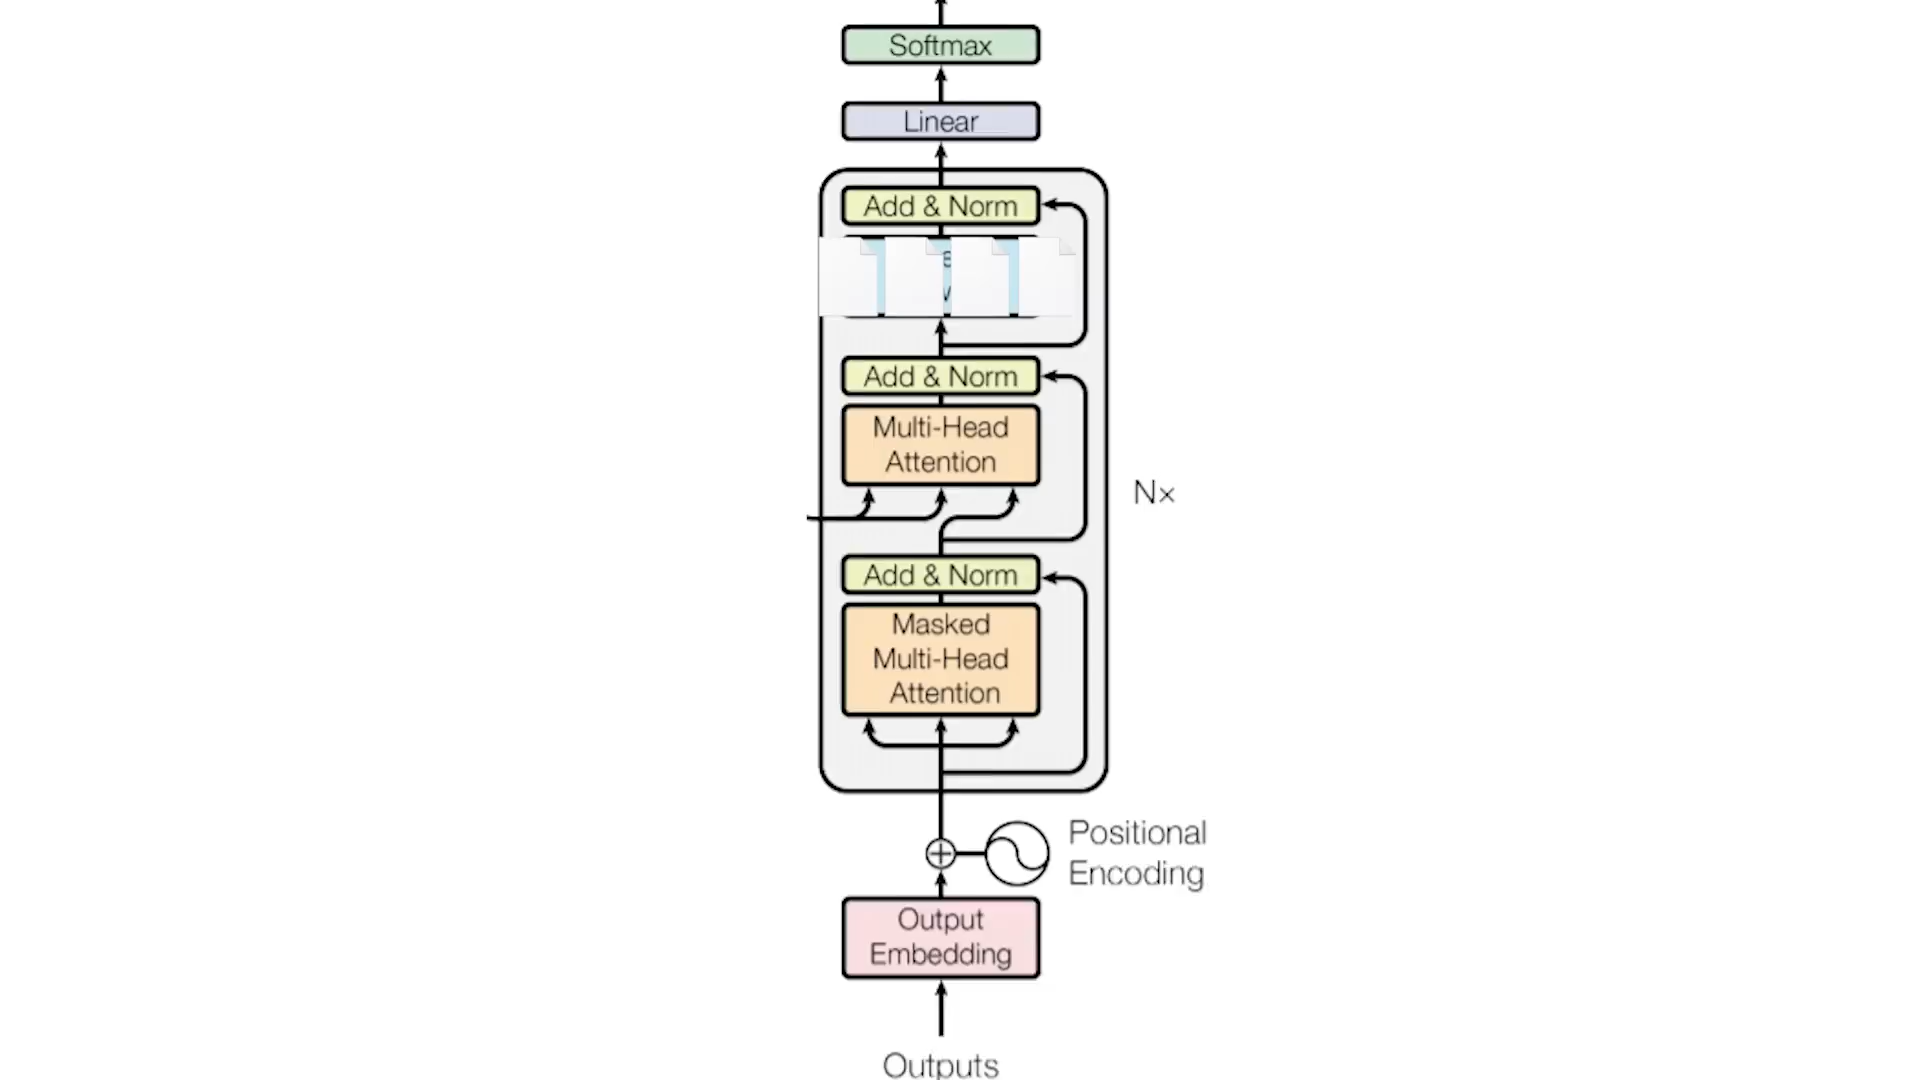 Softmax
Linear
Add & Norm
Add & Norm
Multi-Head
Attention
N×
Add & Norm
Masked
Multi-Head
Attention
Positional
Encoding
Output
Embedding
Outputs